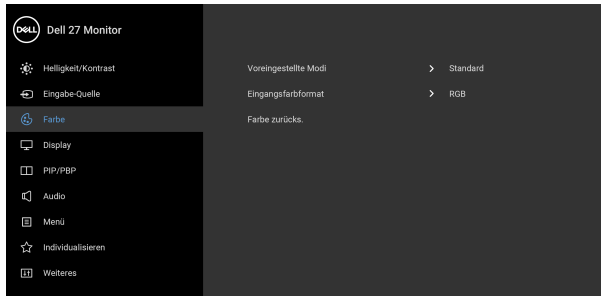 DELL Dell 27 Monitor
Helligkeit/Kontrast
Voreingestellte Modi
Standard
Eingabe-Quelle
Eingangsfarbformat
RGB
Farbe
Farbe zurücks.
Display
PIP/PBP
Audio
Menü
Individualisieren
Weiteres